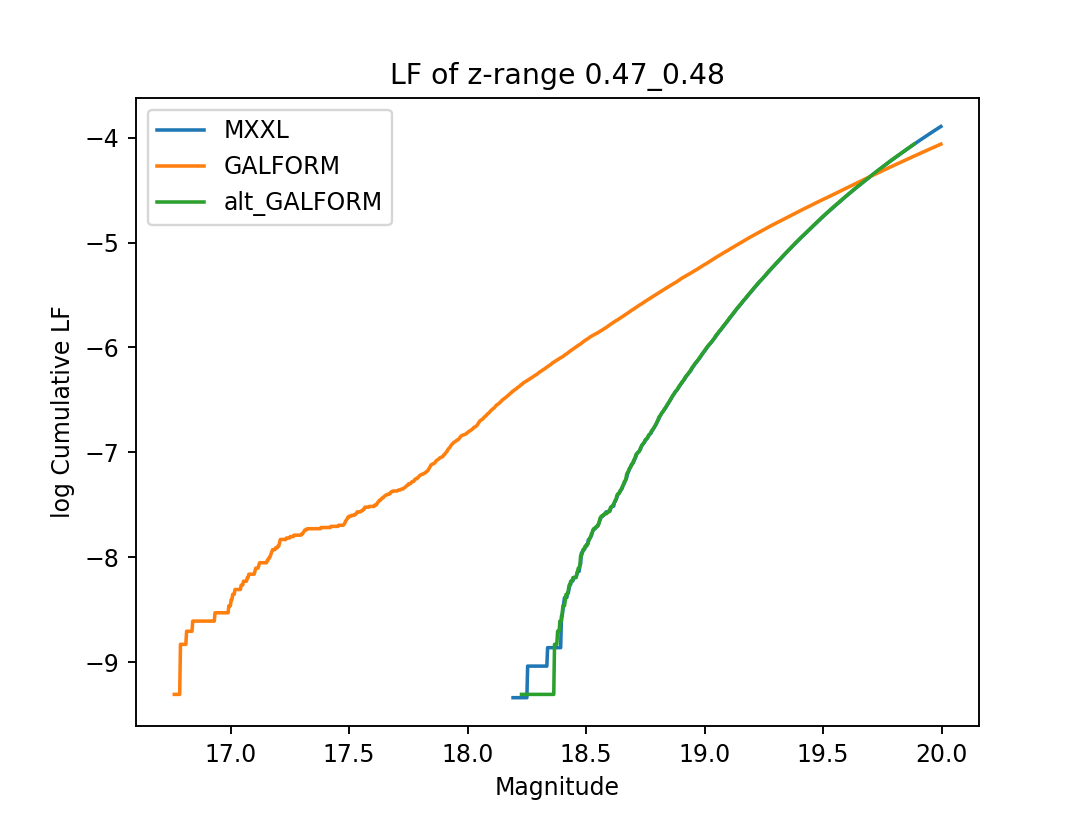 LF of z-range 0.47_0.48
MXXL
GALFORM
alt_GALFORM
log Cumulative LF
−4
−5
−6
−7
−8
−9
17.0 17.5 18.0 18.5 19.0 19.5 20.0
Magnitude